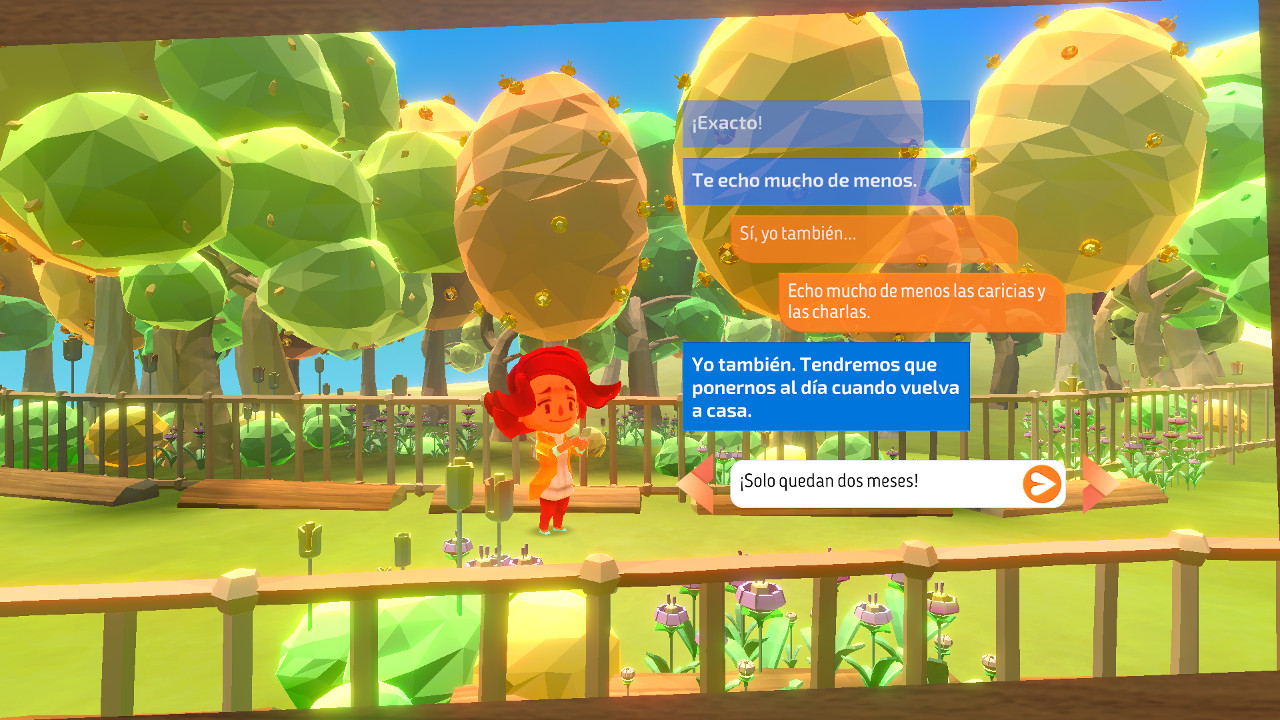 ¡Exacto!
Te echo mucho de menos.
Sí, yo también...
Echo mucho de menos las caricias y
las charlas.
Yo también. Tendremos que
ponernos al día cuando vuelva
a casa.
¡Solo quedan dos meses!